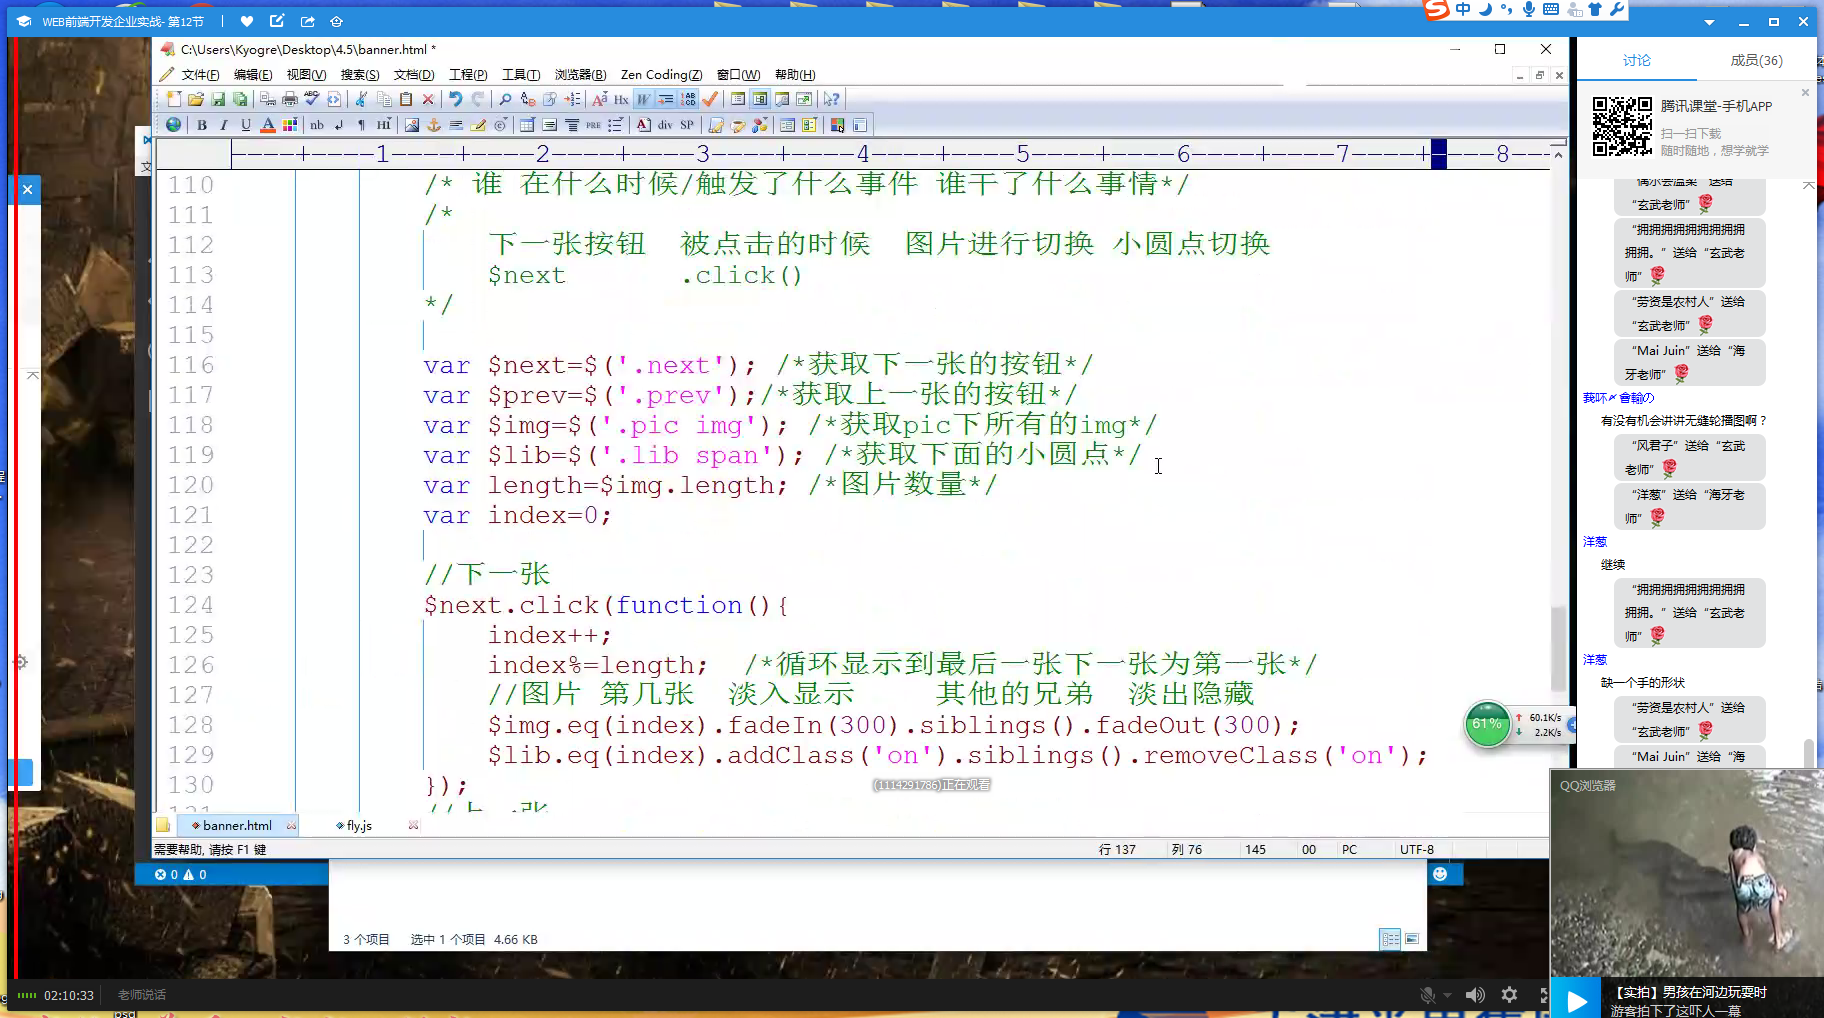 WEB前端开发企业实战- 第12节
C:\Users\Kyogre\Desktop\4.5\banner.html *
文件(F) 编辑(E) 视图(V) 搜索(S) 文档(D) 工程(P) 工具(T) 浏览器(B) Zen Coding(Z) 窗口(W) 帮助(H)
----+----1----+----2----+----3----+----4----+----5----+----6----+----7----+----8---
110 /* 谁 在什么时候/触发了什么事件 谁干了什么事情*/
111 /*
112 下一张按钮 被点击的时候 图片进行切换 小圆点切换
113 $next .click()
114 */
115
116 var $next=$('.next'); /*获取下一张的按钮*/
117 var $prev=$('.prev');/*获取上一张的按钮*/
118 var $img=$('.pic img'); /*获取pic下所有的img*/
119 var $lib=$('.lib span'); /*获取下面的小圆点*/
120 var length=$img.length; /*图片数量*/
121 var index=0;
122
123 //下一张
124 $next.click(function(){
125 index++;
126 index%=length; /*循环显示到最后一张下一张为第一张*/
127 //图片 第几张 淡入显示 其他的兄弟 淡出隐藏
128 $img.eq(index).fadeIn(300).siblings().fadeOut(300);
129 $lib.eq(index).addClass('on').siblings().removeClass('on');
130 });
(1114291786)正在观看
banner.html fly.js
需要帮助, 请按 F1 键 行 137 列 76 145 00 PC UTF-8
0 0
3 个项目 选中 1 个项目 4.66 KB
02:10:33 老师说话
讨论 成员(36)
腾讯课堂-手机APP
扫一扫下载
随时随地，想学就学
“玄武老师”
“拥拥拥拥拥拥拥拥拥
拥拥。”送给“玄武老
师”
“劳资是农村人”送给
“玄武老师”
“Mai Juin”送给“海
牙老师”
有没有机会讲讲无缝轮播图啊？
“风君子”送给“玄武
老师”
“洋葱”送给“海牙老
师”
洋葱
继续
“拥拥拥拥拥拥拥拥拥
拥拥。”送给“玄武老
师”
洋葱
缺一个手的形状
“劳资是农村人”送给
“玄武老师”
“Mai Juin”送给“海
61%
60.1K/s
2.2K/s
QQ浏览器
【实拍】男孩在河边玩耍时
游客拍下了这吓人一幕